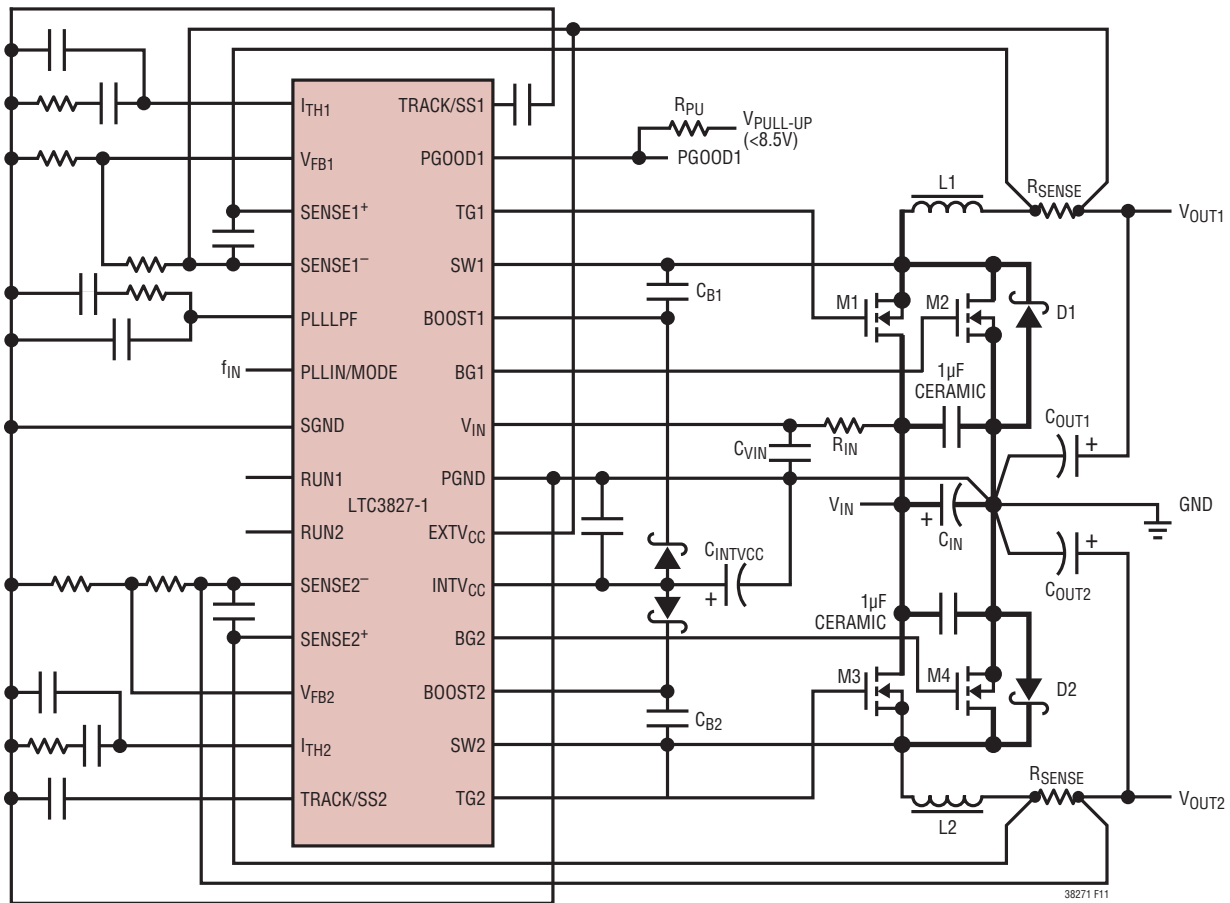 I_TH1
V_FB1
SENSE1+
SENSE1−
PLLLPF
f_IN
PLLIN/MODE
SGND
RUN1
RUN2
SENSE2−
SENSE2+
V_FB2
I_TH2
TRACK/SS2
LTC3827-1
TRACK/SS1
PGOOD1
TG1
SW1
BOOST1
BG1
V_IN
PGND
EXTV_CC
INTV_CC
BG2
BOOST2
SW2
TG2
R_PU
V_PULL-UP
(<8.5V)
PGOOD1
C_B1
C_VIN
R_IN
C_INTVCC
+
C_B2
L1
R_SENSE
V_OUT1
M1
M2
D1
1µF
CERAMIC
C_OUT1
+
V_IN
+
C_IN
GND
+
C_OUT2
1µF
CERAMIC
M3
M4
D2
L2
R_SENSE
V_OUT2
38271 F11